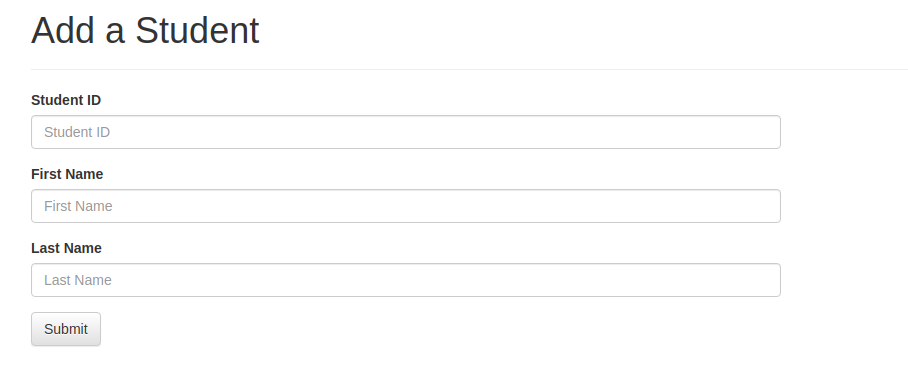 Add a Student
Student ID
Student ID
First Name
First Name
Last Name
Last Name
Submit